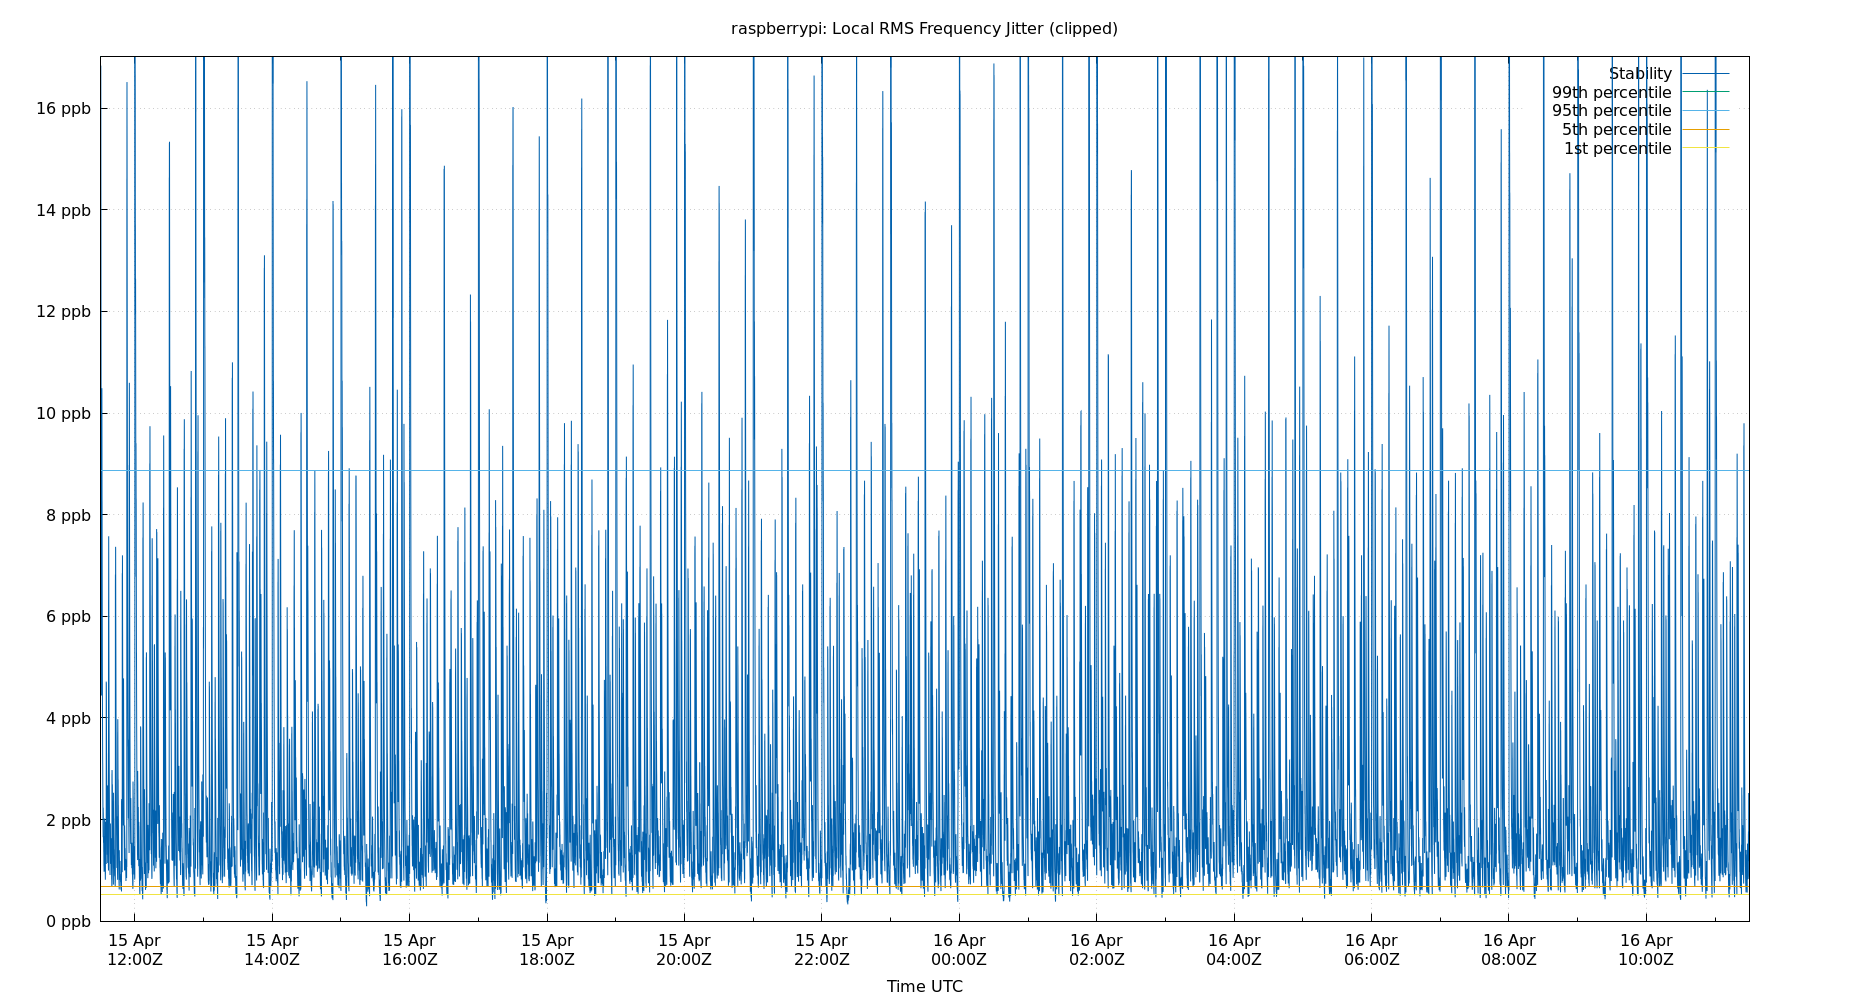 raspberrypi: Local RMS Frequency Jitter (clipped)
Stability
99th percentile
95th percentile
5th percentile
1st percentile
16 ppb
14 ppb
12 ppb
10 ppb
8 ppb
6 ppb
4 ppb
2 ppb
0 ppb
15 Apr 15 Apr 15 Apr 15 Apr 15 Apr 15 Apr 16 Apr 16 Apr 16 Apr 16 Apr 16 Apr 16 Apr
12:00Z 14:00Z 16:00Z 18:00Z 20:00Z 22:00Z 00:00Z 02:00Z 04:00Z 06:00Z 08:00Z 10:00Z
Time UTC